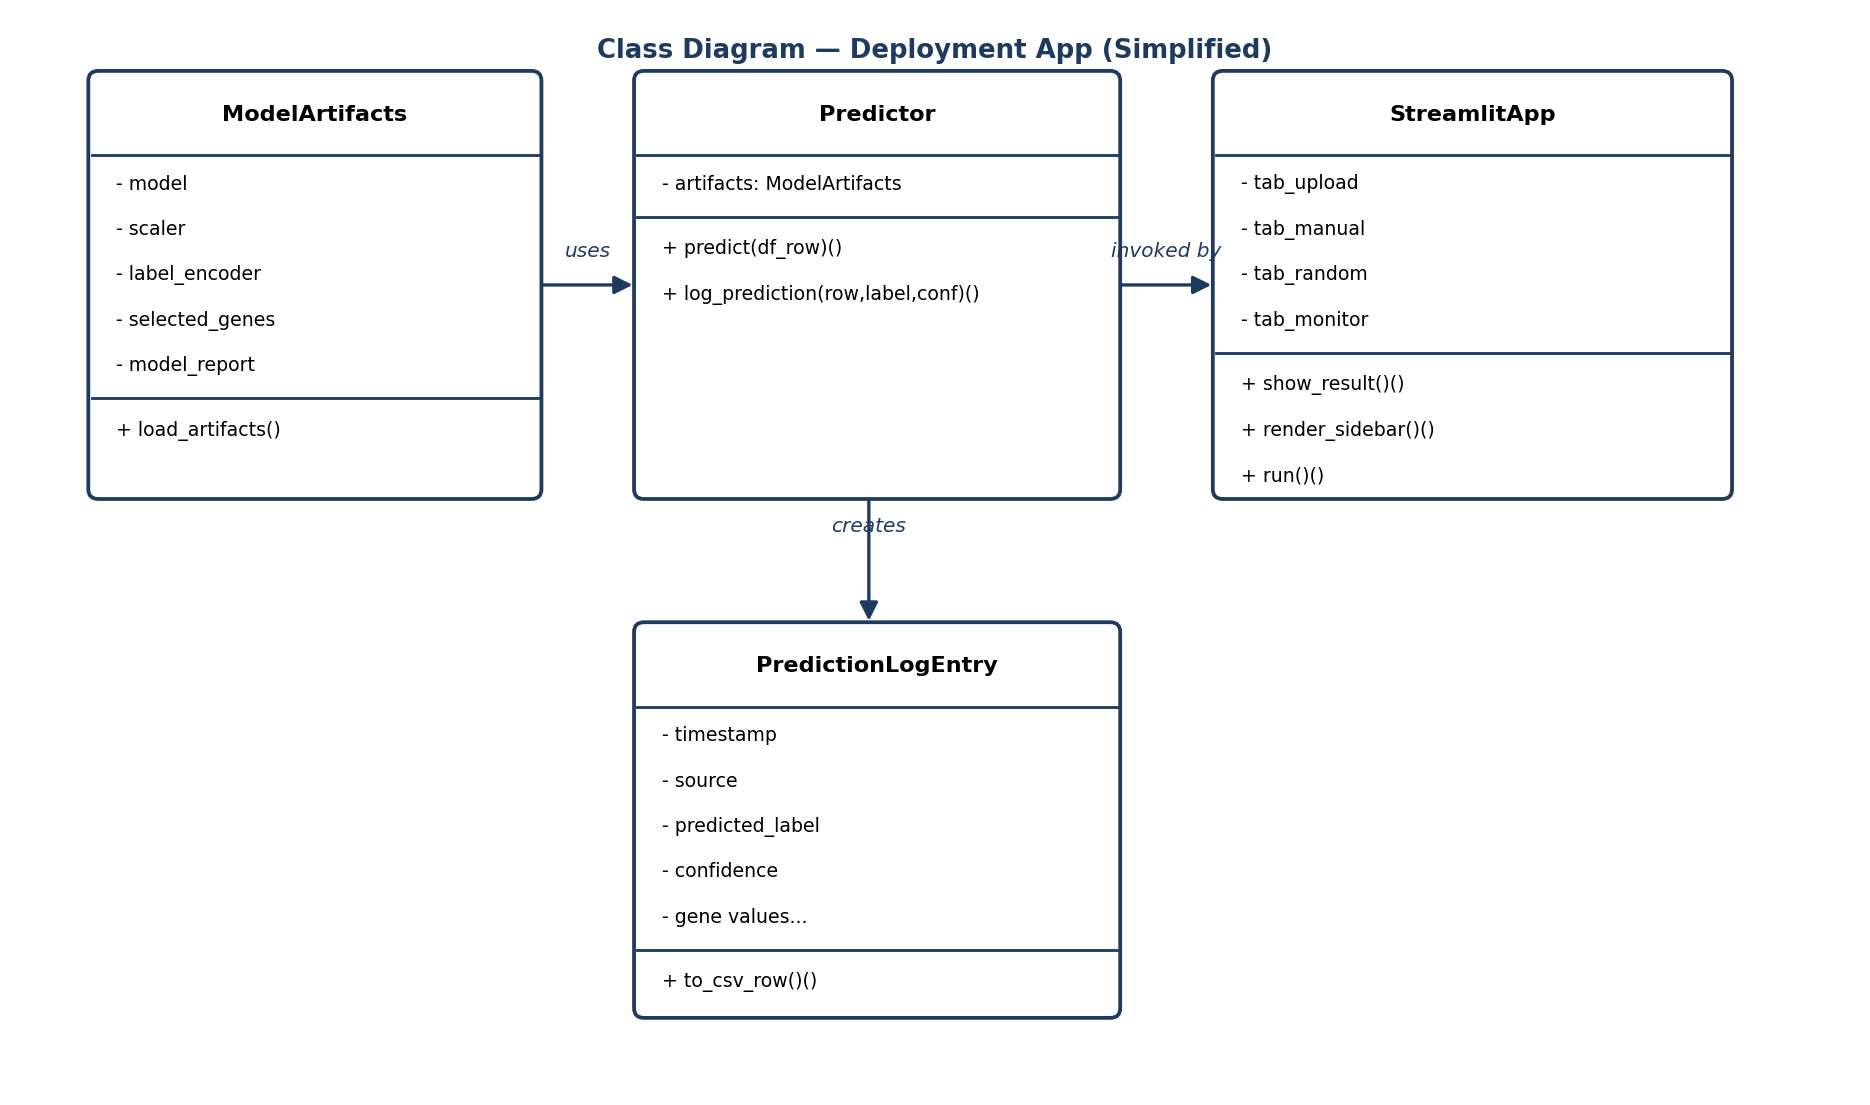 Class Diagram — Deployment App (Simplified)
ModelArtifacts
- model
- scaler
- label_encoder
- selected_genes
- model_report
+ load_artifacts()
uses
Predictor
- artifacts: ModelArtifacts
+ predict(df_row)()
+ log_prediction(row,label,conf)()
invoked by
StreamlitApp
- tab_upload
- tab_manual
- tab_random
- tab_monitor
+ show_result()()
+ render_sidebar()()
+ run()()
creates
PredictionLogEntry
- timestamp
- source
- predicted_label
- confidence
- gene values...
+ to_csv_row()()